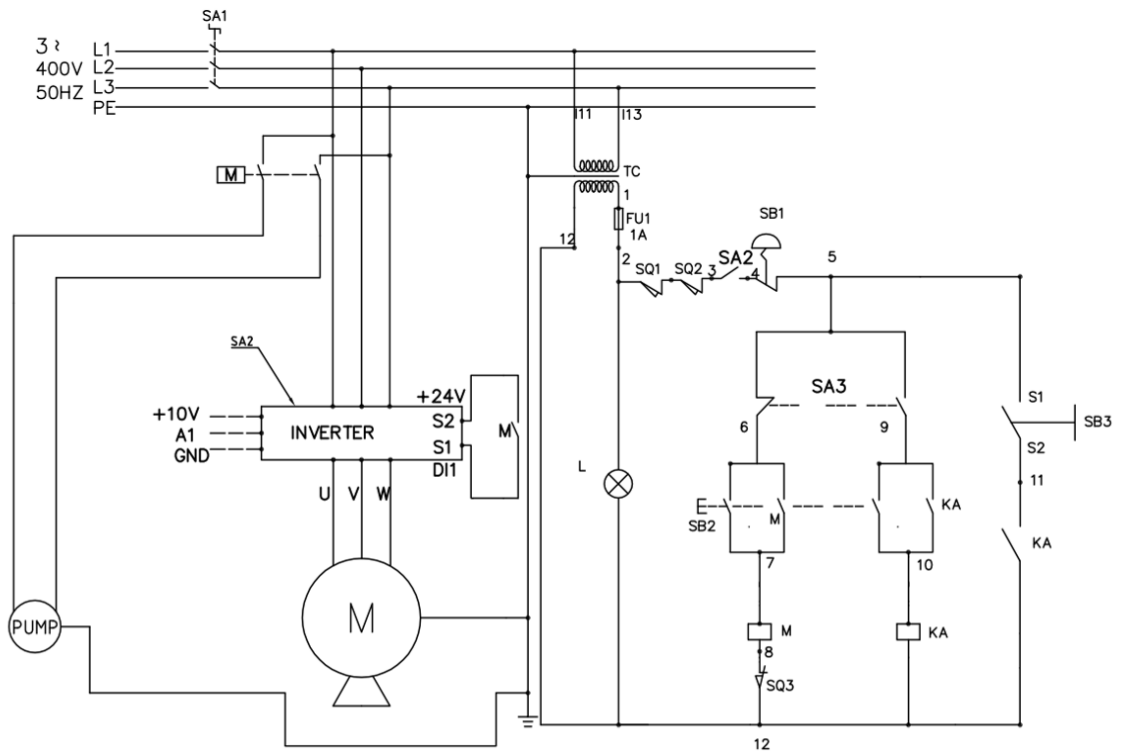 SA1
3 ~ L1
400V L2
50HZ L3
PE
I11 I13
M
TC
1
FU1
1A
12
2
SB1
SQ1 SQ2 3 SA2 4
5
SA2
+24V
+10V
A1
GND
INVERTER
S2
S1
DI1
M
SA3
6
9
S1
SB3
S2
11
U V W
L
SB2
M
KA
KA
7
10
M
PUMP
M
KA
8
SQ3
12